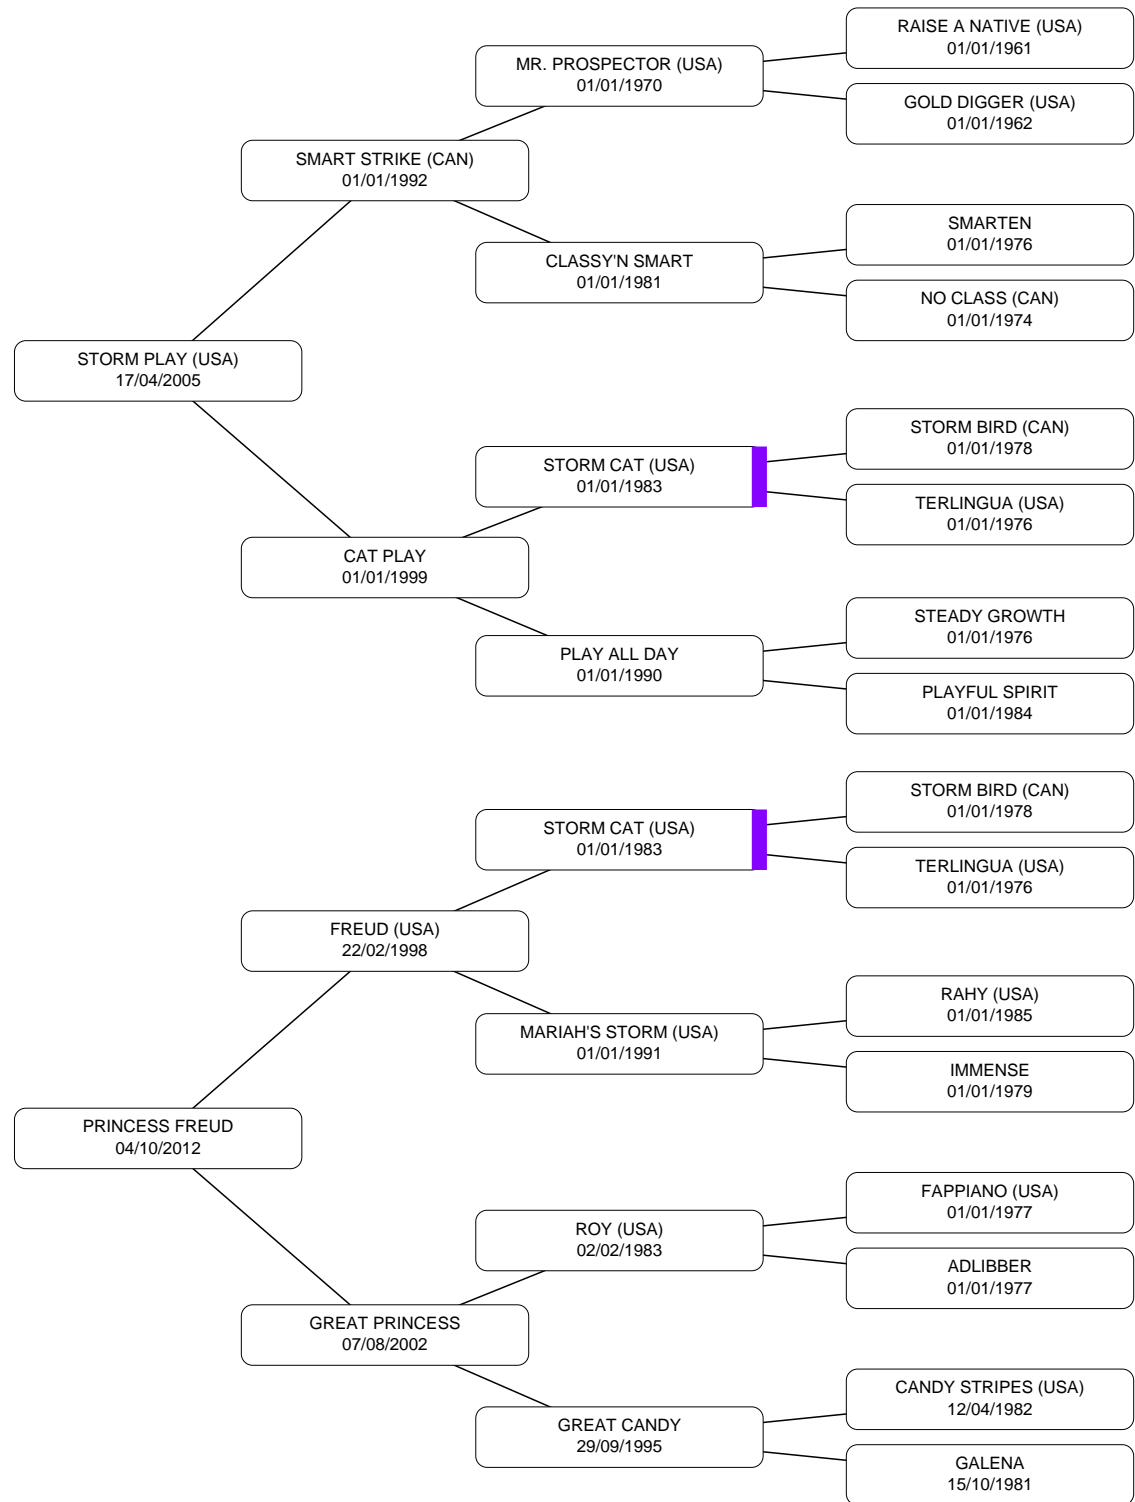 RAISE A NATIVE (USA)
01/01/1961
MR. PROSPECTOR (USA)
01/01/1970
GOLD DIGGER (USA)
01/01/1962
SMART STRIKE (CAN)
01/01/1992
SMARTEN
01/01/1976
CLASSY'N SMART
01/01/1981
NO CLASS (CAN)
01/01/1974
STORM PLAY (USA)
17/04/2005
STORM BIRD (CAN)
01/01/1978
STORM CAT (USA)
01/01/1983
TERLINGUA (USA)
01/01/1976
CAT PLAY
01/01/1999
STEADY GROWTH
01/01/1976
PLAY ALL DAY
01/01/1990
PLAYFUL SPIRIT
01/01/1984
STORM BIRD (CAN)
01/01/1978
STORM CAT (USA)
01/01/1983
TERLINGUA (USA)
01/01/1976
FREUD (USA)
22/02/1998
RAHY (USA)
01/01/1985
MARIAH'S STORM (USA)
01/01/1991
IMMENSE
01/01/1979
PRINCESS FREUD
04/10/2012
FAPPIANO (USA)
01/01/1977
ROY (USA)
02/02/1983
ADLIBBER
01/01/1977
GREAT PRINCESS
07/08/2002
CANDY STRIPES (USA)
12/04/1982
GREAT CANDY
29/09/1995
GALENA
15/10/1981